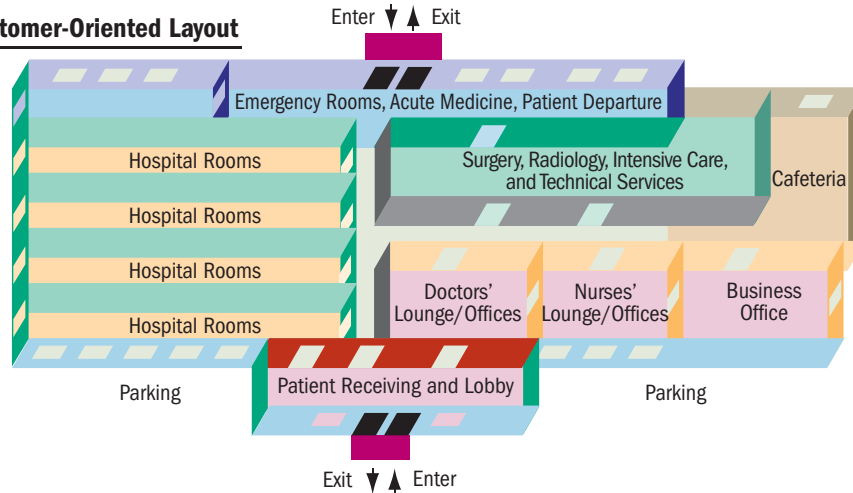 tomer-Oriented Layout
Enter Exit
Emergency Rooms, Acute Medicine, Patient Departure
Hospital Rooms
Surgery, Radiology, Intensive Care,
and Technical Services
Cafeteria
Hospital Rooms
Hospital Rooms
Doctors'
Lounge/Offices
Nurses'
Lounge/Offices
Business
Office
Hospital Rooms
Parking
Patient Receiving and Lobby
Parking
Exit Enter